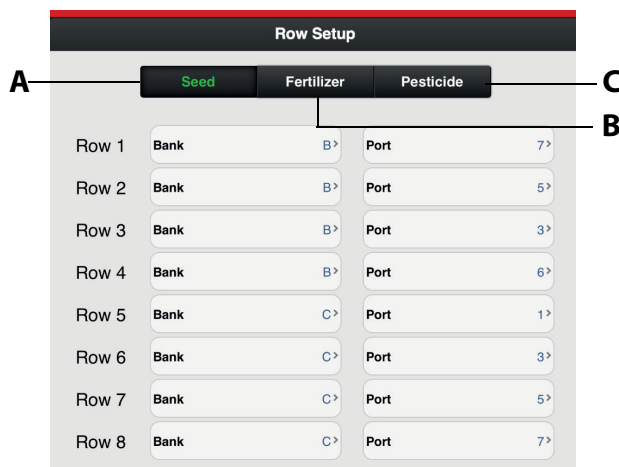 Row Setup
A Seed Fertilizer Pesticide C
B
Row 1 Bank B> Port 7>
Row 2 Bank B> Port 5>
Row 3 Bank B> Port 3>
Row 4 Bank B> Port 6>
Row 5 Bank C> Port 1>
Row 6 Bank C> Port 3>
Row 7 Bank C> Port 5>
Row 8 Bank C> Port 7>